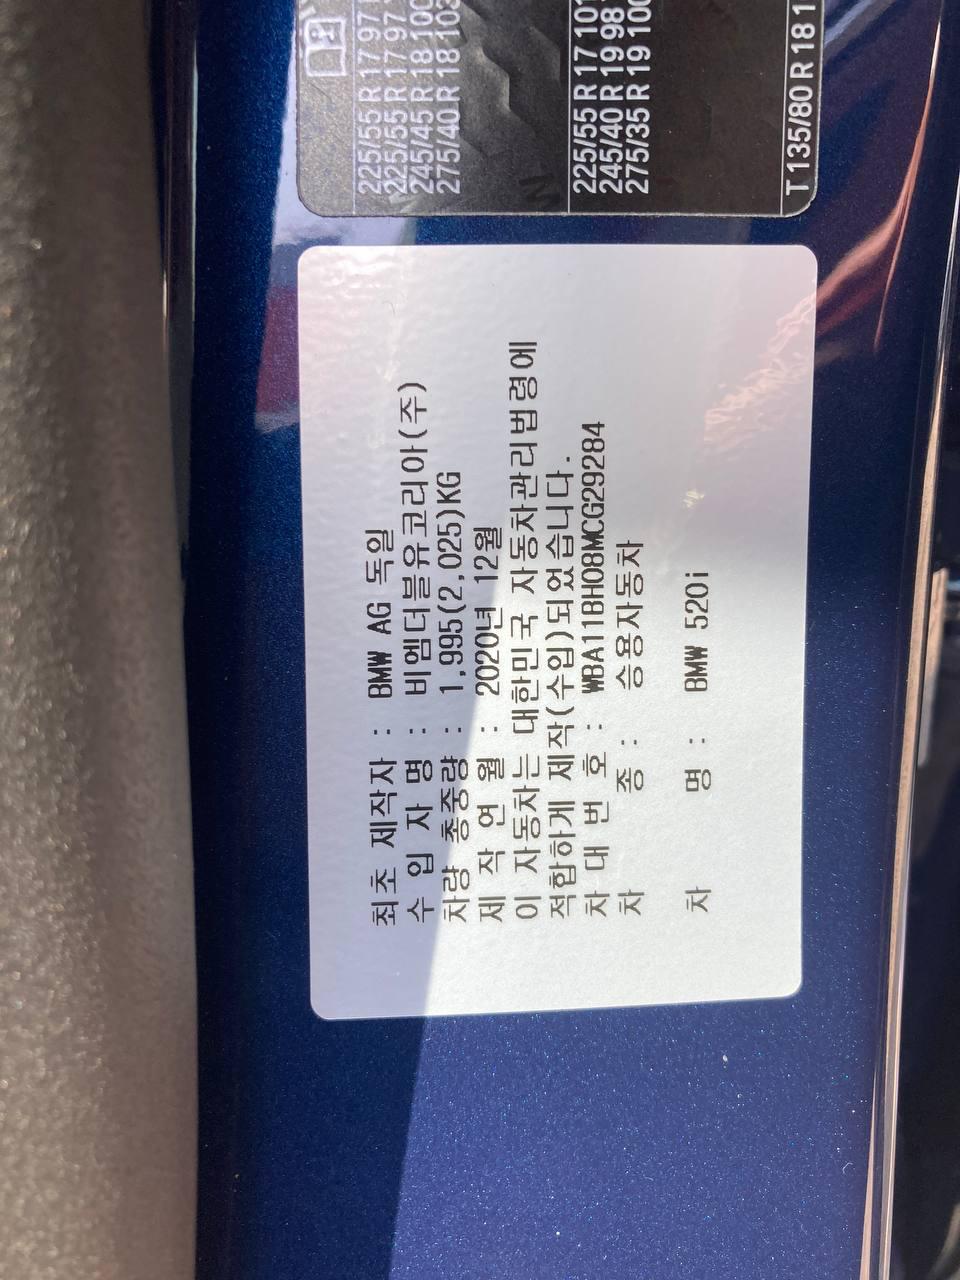 최초 제작자 : BMW AG 독일
수 입 자 명 : 비엠더블유코리아(주)
차량 총중량 : 1,995(2,025)KG
제 작 연 월 : 2020년 12월
이 자동차는 대한민국 자동차관리법령에
적합하게 제작(수입)되었습니다.
차 대 번 호 : WBA11BH08MCG29284
차 종 : 승용자동차
차 명 : BMW 520i
225/55 R 17 97
225/55 R 17 97
245/45 R 18 100
275/40 R 18 103
225/55 R 17 101
245/40 R 19 98
275/35 R 19 100
T 135/80 R 18